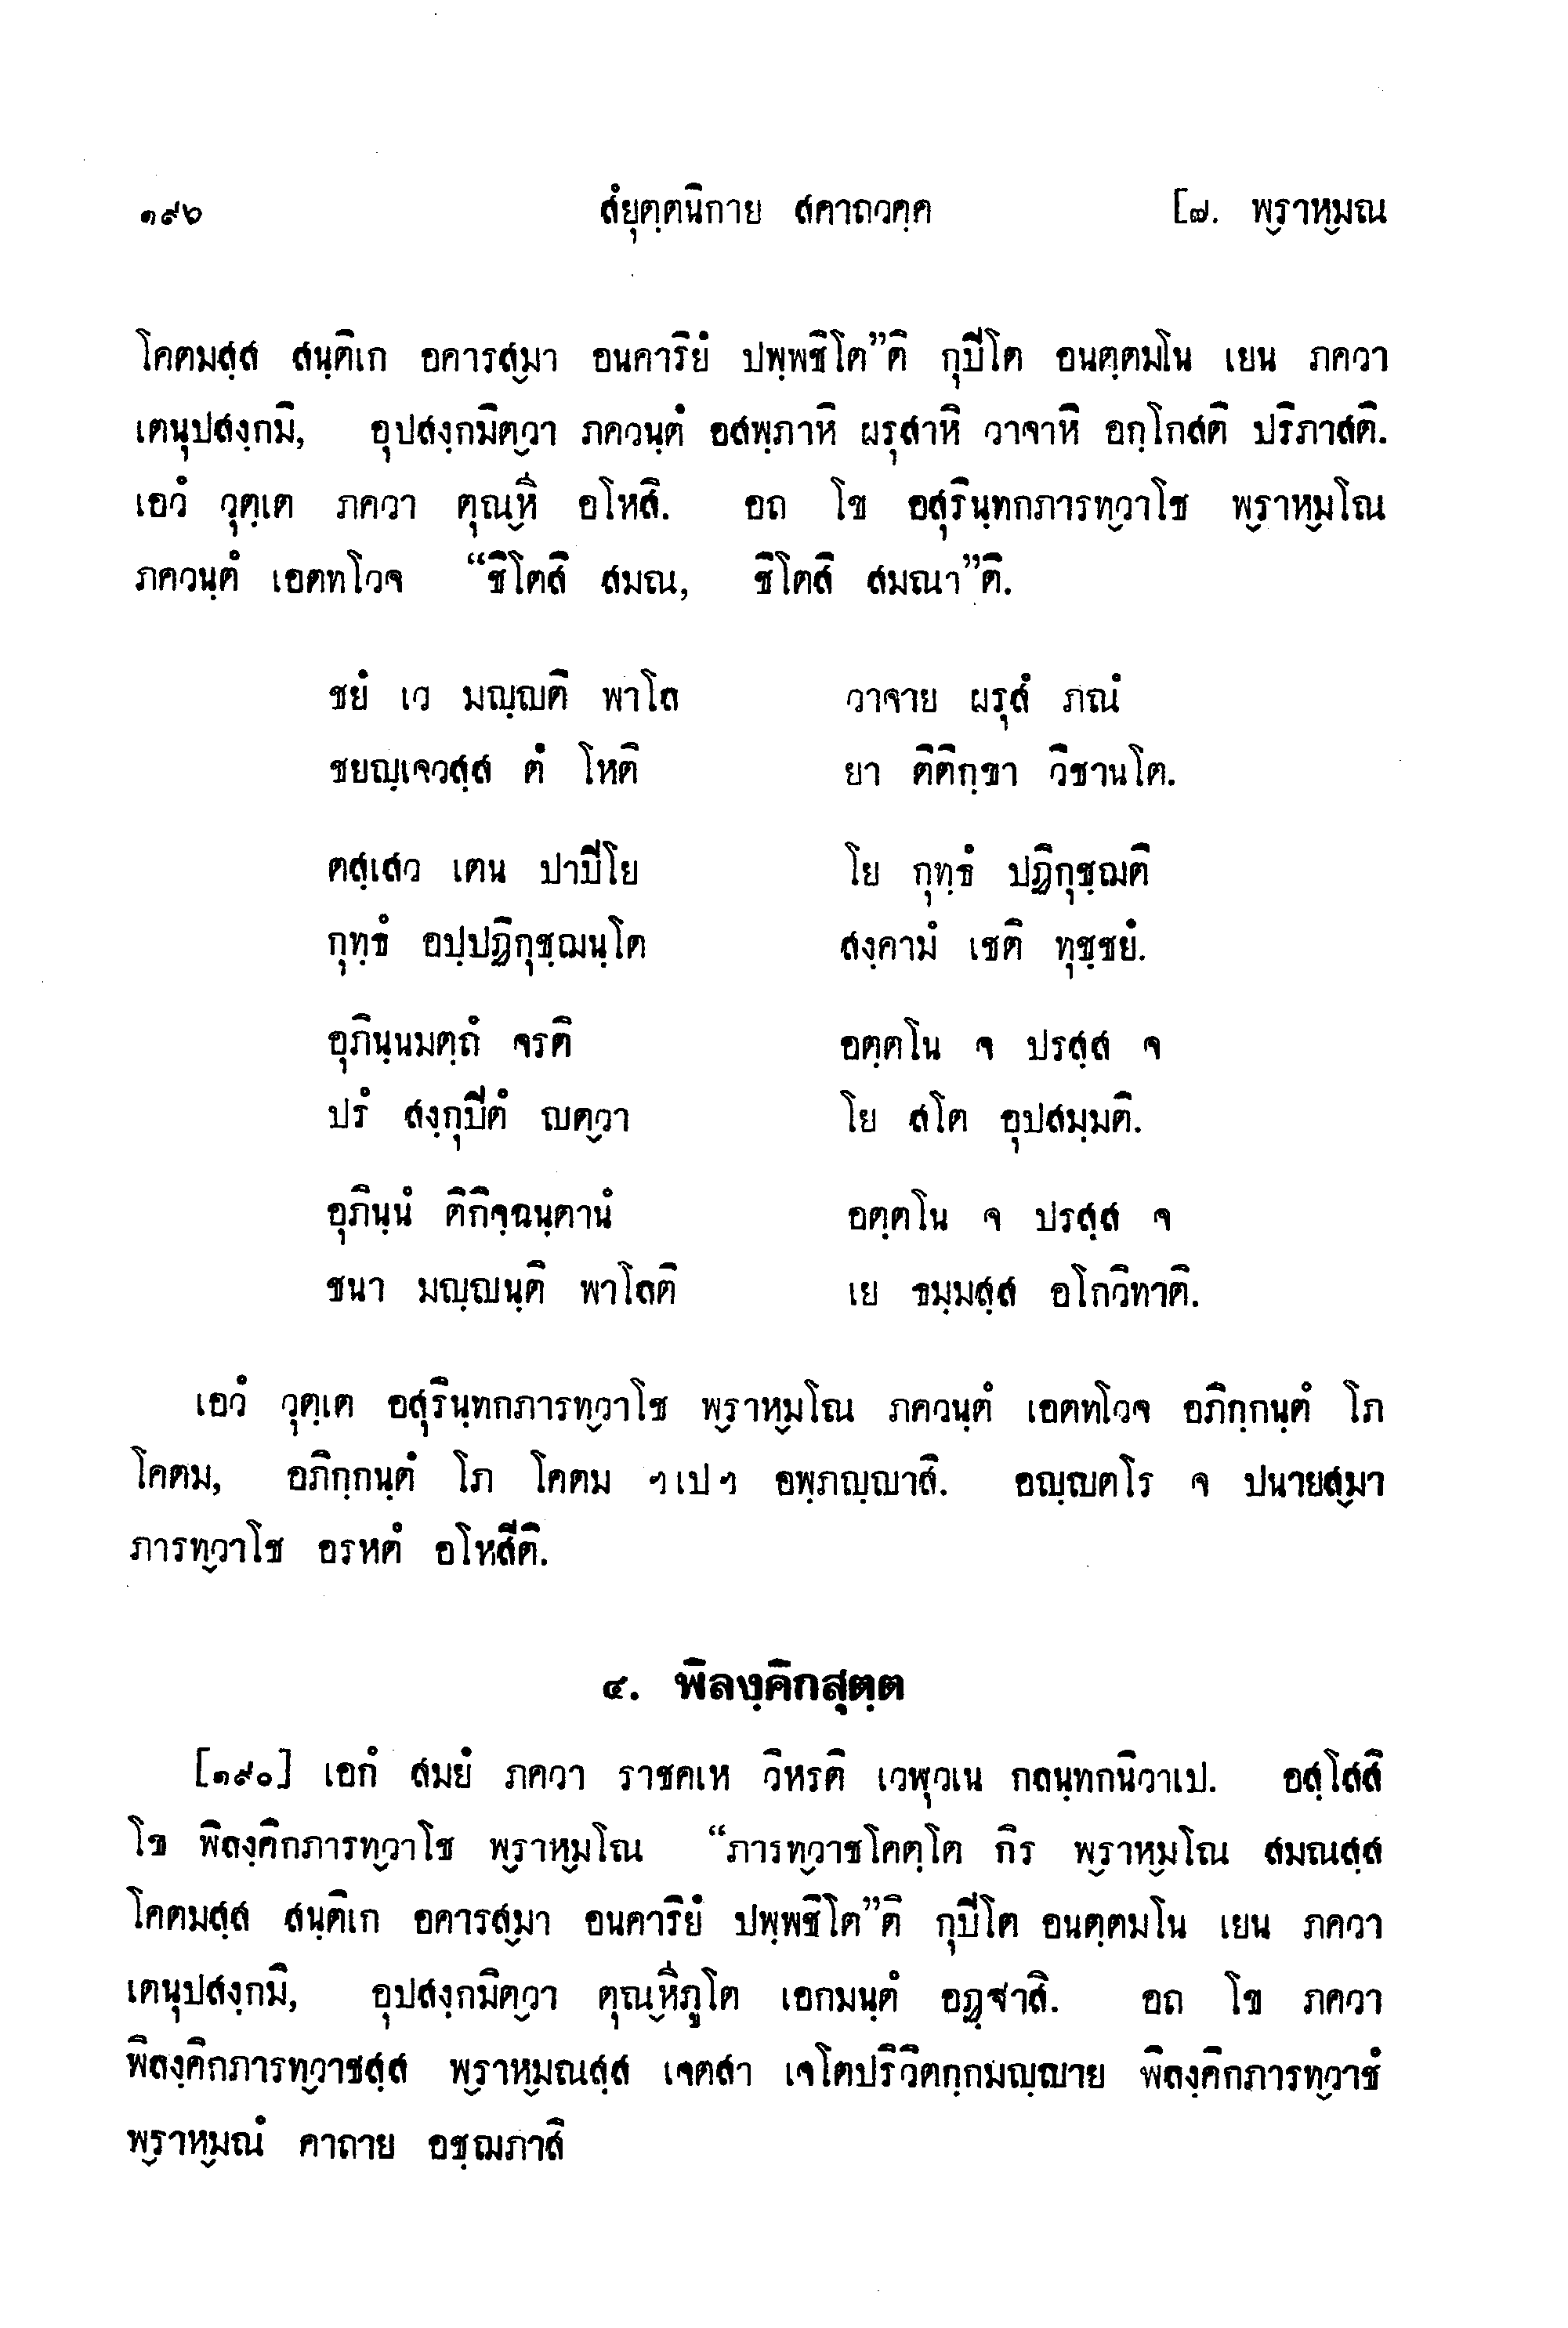 ๑๙๖ สํยุตฺตนิกาย สคาถวคฺค [๗. พฺราหฺมณ
โคตมสฺส สนฺติเก อคารสฺมา อนคาริยํ ปพฺพชิโต”ติ กุปีโต อนตฺตมโน เยน ภควา
เตนุปสงฺกมิ, อุปสงฺกมิตฺวา ภควนฺตํ อสพฺภาหิ ผรุสาหิ วาจาหิ อกฺโกสติ ปริภาสติ.
เอวํ วุตฺเต ภควา ตุณฺหี อโหสิ. อถ โข อสุรินฺทกภารทฺวาโช พฺราหฺมโณ
ภควนฺตํ เอตทโวจ “ชิโตสิ สมณ, ชิโตสิ สมณา”ติ.
ชยํ เว มญฺญติ พาโล วาจาย ผรุสํ ภณํ
ชยญฺเจวสฺส ตํ โหติ ยา ติติกฺขา วิชานโต.
ตสฺเสว เตน ปาปีโย โย กุทฺธํ ปฏิกุชฺฌติ
กุทฺธํ อปฺปฏิกุชฺฌนฺโต สงฺคามํ เชติ ทุชฺชยํ.
อุภินฺนมตฺถํ จรติ อตฺตโน จ ปรสฺส จ
ปรํ สงฺกุปีตํ ญตฺวา โย สโต อุปสมฺมติ.
อุภินฺนํ ติกิจฺฉนฺตานํ อตฺตโน จ ปรสฺส จ
ชนา มญฺญนฺติ พาโลติ เย ธมฺมสฺส อโกวิทาติ.
เอวํ วุตฺเต อสุรินฺทกภารทฺวาโช พฺราหฺมโณ ภควนฺตํ เอตทโวจ อภิกฺกนฺตํ โภ
โคตม, อภิกฺกนฺตํ โภ โคตม ฯเปฯ อพฺภญฺญาสิ. อญฺญตโร จ ปนายสฺมา
ภารทฺวาโช อรหตํ อโหสีติ.
๔. พิลงฺคิกสุตฺต
[๑๙๐] เอกํ สมยํ ภควา ราชคเห วิหรติ เวฬุวเน กลนฺทกนิวาเป. อสฺโสสิ
โข พิลงฺคิกภารทฺวาโช พฺราหฺมโณ “ภารทฺวาชโคตฺโต กิร พฺราหฺมโณ สมณสฺส
โคตมสฺส สนฺติเก อคารสฺมา อนคาริยํ ปพฺพชิโต”ติ กุปีโต อนตฺตมโน เยน ภควา
เตนุปสงฺกมิ, อุปสงฺกมิตฺวา ตุณฺหีภูโต เอกมนฺตํ อฏฺฐาสิ. อถ โข ภควา
พิลงฺคิกภารทฺวาชสฺส พฺราหฺมณสฺส เจตสา เจโตปริวิตกฺกมญฺญาย พิลงฺคิกภารทฺวาชํ
พฺราหฺมณํ คาถาย อชฺฌภาสิ